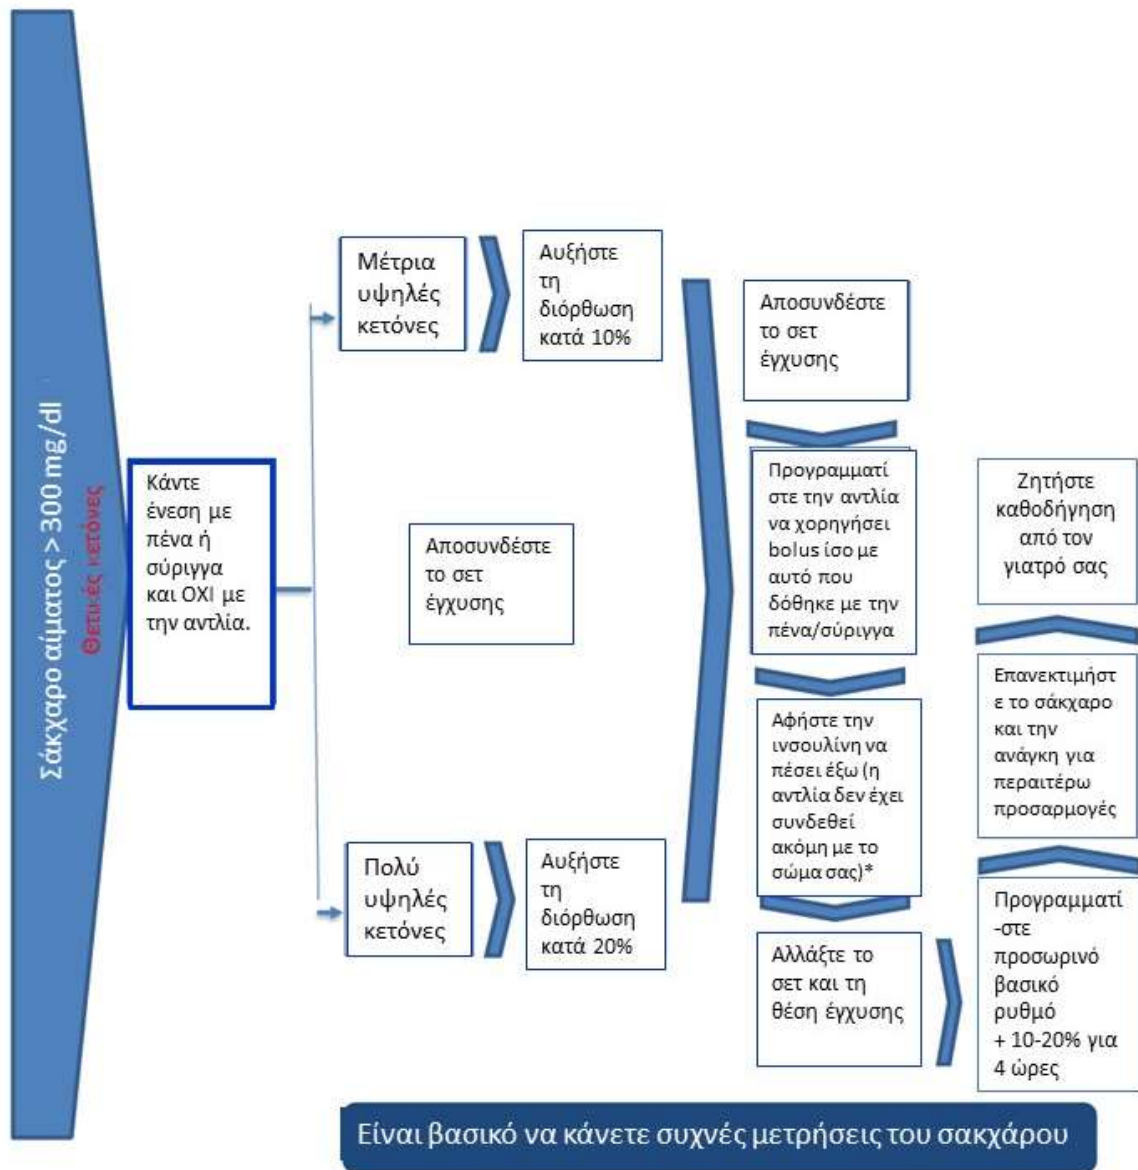 Σάκχαρο αίματος > 300 mg/dl
Θετικές κετόνες
Κάντε
ένεση με
πένα ή
σύριγγα
και ΟΧΙ με
την αντλία.
Μέτρια
υψηλές
κετόνες
Αυξήστε
τη
διόρθωση
κατά 10%
Αποσυνδέστε
το σετ
έγχυσης
Πολύ
υψηλές
κετόνες
Αυξήστε
τη
διόρθωση
κατά 20%
Αποσυνδέστε
το σετ
έγχυσης
Προγραμματί
στε την αντλία
να χορηγήσει
bolus ίσο με
αυτό που
δόθηκε με την
πένα/σύριγγα
Αφήστε την
ινσουλίνη να
πέσει έξω (η
αντλία δεν έχει
συνδεθεί
ακόμη με το
σώμα σας)*
Αλλάξτε το
σετ και τη
θέση έγχυσης
Προγραμματί
-στε
προσωρινό
βασικό
ρυθμό
+ 10-20% για
4 ώρες
Επανεκτιμήστ
ε το σάκχαρο
και την
ανάγκη για
περαιτέρω
προσαρμογές
Ζητήστε
καθοδήγηση
από τον
γιατρό σας
Είναι βασικό να κάνετε συχνές μετρήσεις του σακχάρου